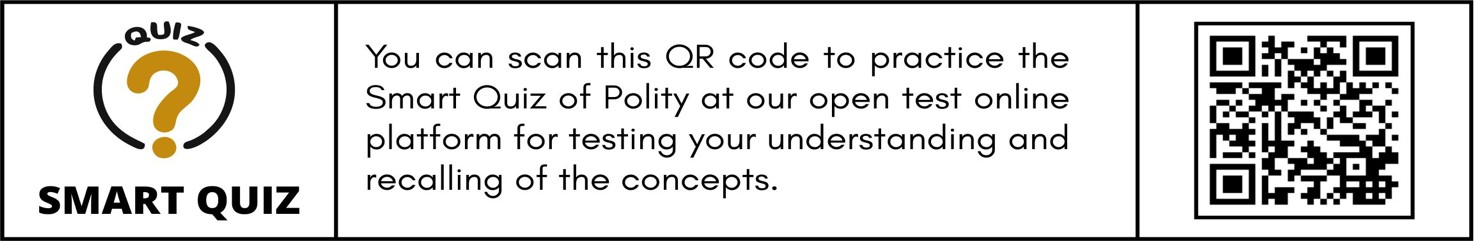 QUIZ
SMART QUIZ
You can scan this QR code to practice the
Smart Quiz of Polity at our open test online
platform for testing your understanding and
recalling of the concepts.